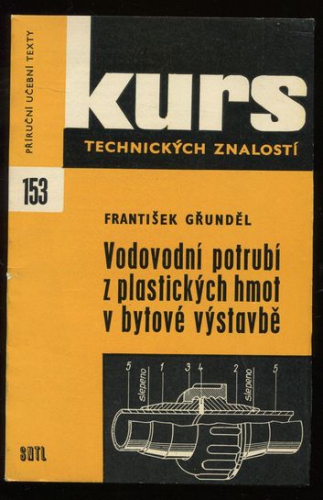 PŘÍRUČNÍ UČEBNÍ TEXTY
kurs
TECHNICKÝCH ZNALOSTÍ
153
FRANTIŠEK GŘUNDĚL
Vodovodní potrubí
z plastických hmot
v bytové výstavbě
5 slepeno 1 3 4 2 slepeno 5
SNTL